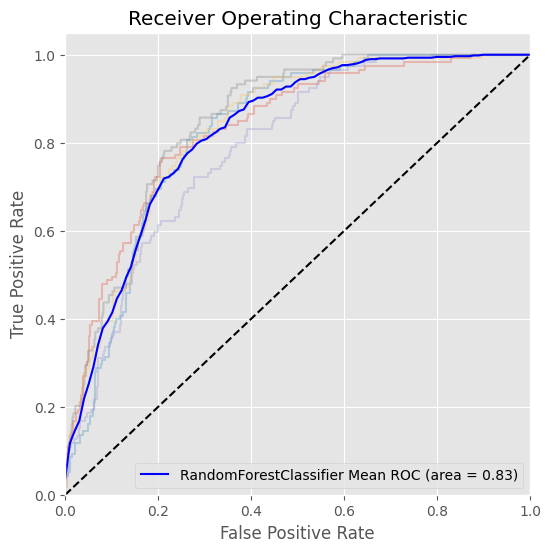 Receiver Operating Characteristic
True Positive Rate
1.0
0.8
0.6
0.4
0.2
0.0
RandomForestClassifier Mean ROC (area = 0.83)
0.0 0.2 0.4 0.6 0.8 1.0
False Positive Rate